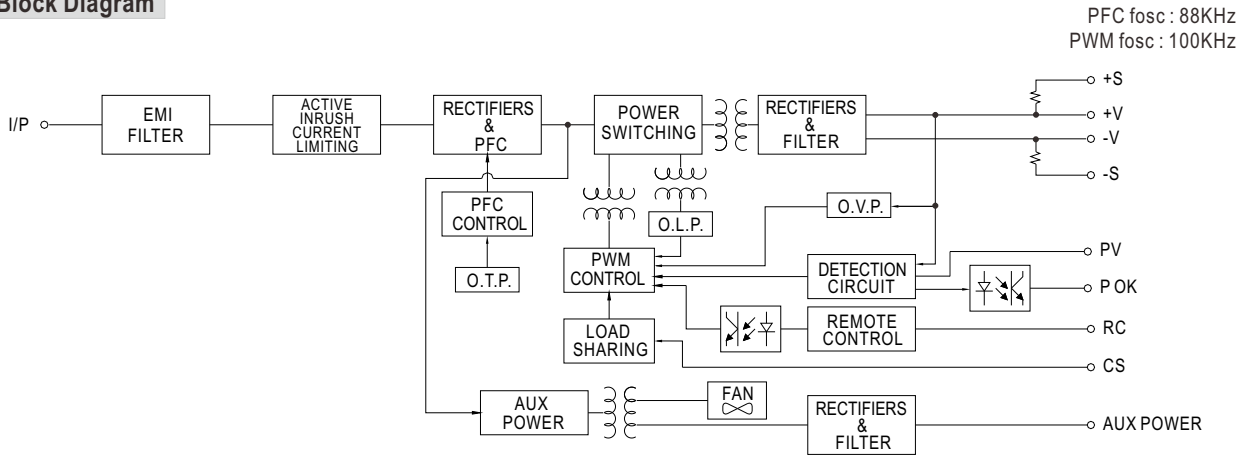 Block Diagram
PFC fosc : 88KHz
PWM fosc : 100KHz
I/P
EMI
FILTER
ACTIVE
INRUSH
CURRENT
LIMITING
RECTIFIERS
&
PFC
POWER
SWITCHING
RECTIFIERS
&
FILTER
+S
+V
-V
-S
PFC
CONTROL
O.L.P.
O.V.P.
O.T.P.
PWM
CONTROL
DETECTION
CIRCUIT
PV
P OK
LOAD
SHARING
REMOTE
CONTROL
RC
CS
AUX
POWER
FAN
RECTIFIERS
&
FILTER
AUX POWER